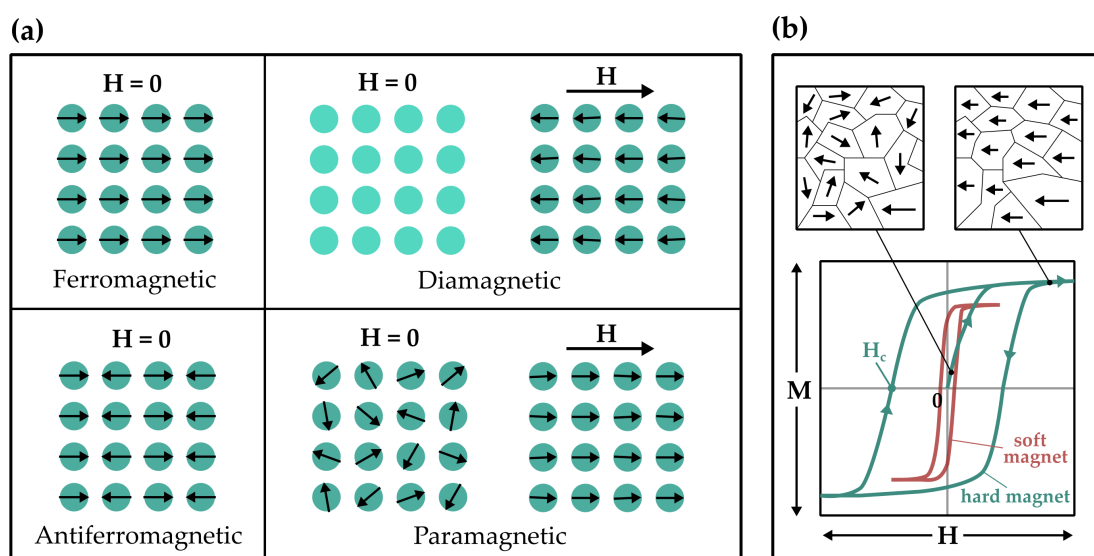 (a)
H = 0
Ferromagnetic
H = 0
H
Diamagnetic
H = 0
Antiferromagnetic
H = 0
H
Paramagnetic
(b)
H_c
M
0
soft
magnet
hard magnet
H